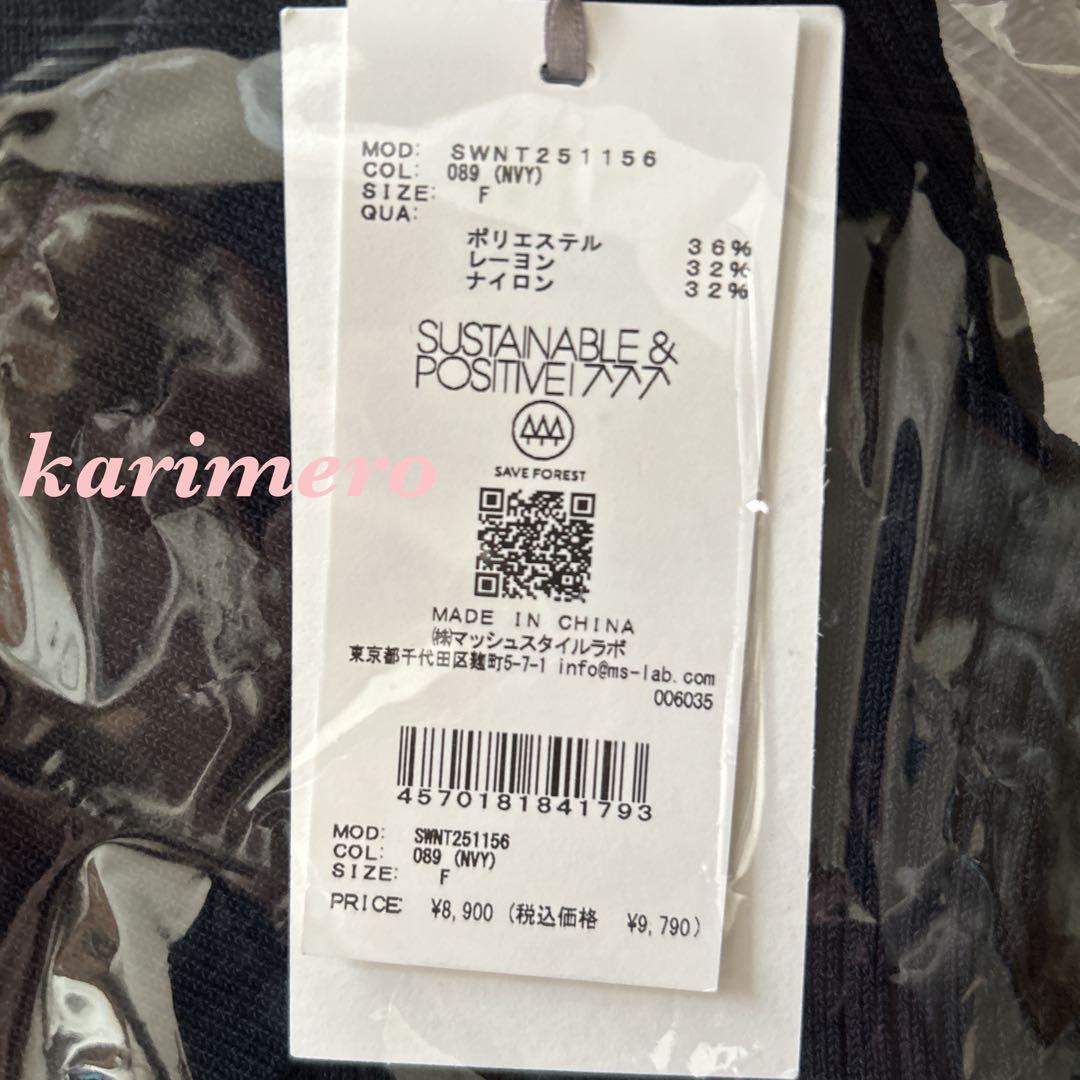 MOD: SWNT251156
COL: 089 (NVY)
SIZE: F
QUA:
ポリエステル 36%
レーヨン 32%
ナイロン 32%
SUSTAINABLE &
POSITIVE!
SAVE FOREST
karimero
MADE IN CHINA
㈱マッシュスタイルラボ
東京都千代田区麹町5-7-1 info@ms-lab.com
006035
4570181841793
MOD: SWNT251156
COL: 089 (NVY)
SIZE: F
PRICE: ¥8,900 (税込価格 ¥9,790)